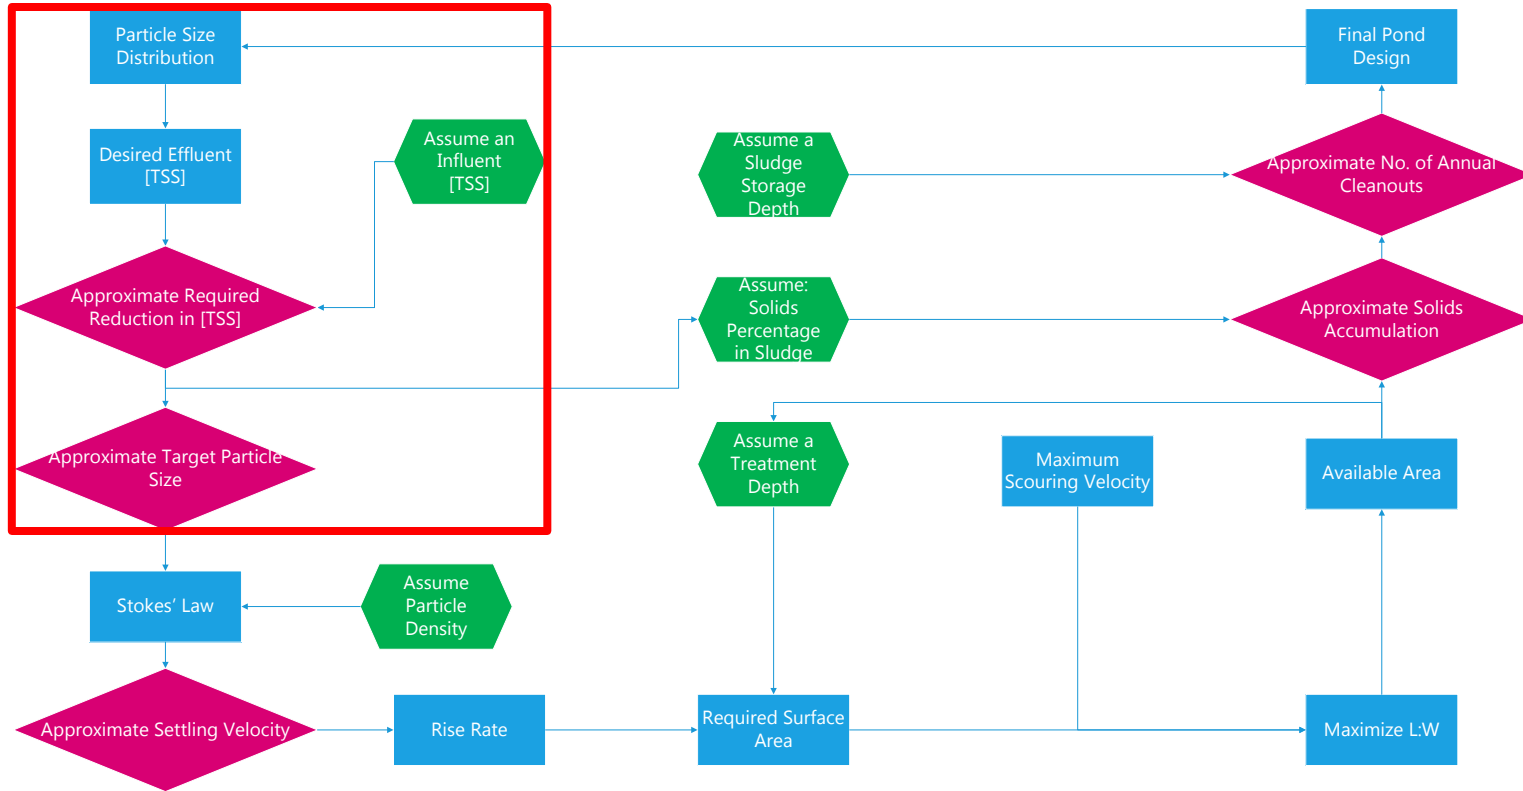 Particle Size
Distribution
Final Pond
Design
Desired Effluent
[TSS]
Assume an
Influent
[TSS]
Assume a
Sludge
Storage
Depth
Approximate No. of Annual
Cleanouts
Approximate Required
Reduction in [TSS]
Assume:
Solids
Percentage
in Sludge
Approximate Solids
Accumulation
Approximate Target Particle
Size
Assume a
Treatment
Depth
Maximum
Scouring Velocity
Available Area
Stokes’ Law
Assume
Particle
Density
Approximate Settling Velocity
Rise Rate
Required Surface
Area
Maximize L:W